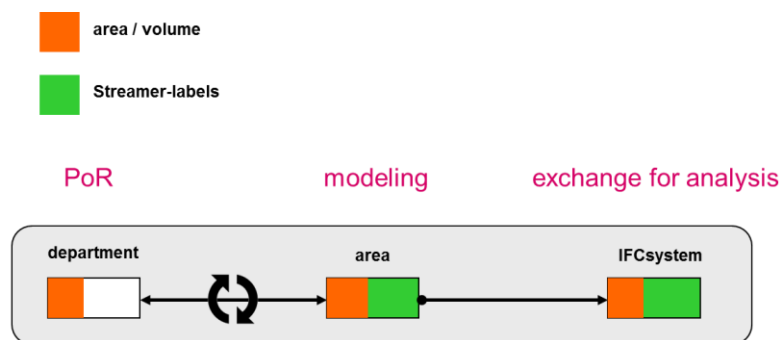 area / volume
Streamer-labels
PoR modeling exchange for analysis
department area IFCsystem